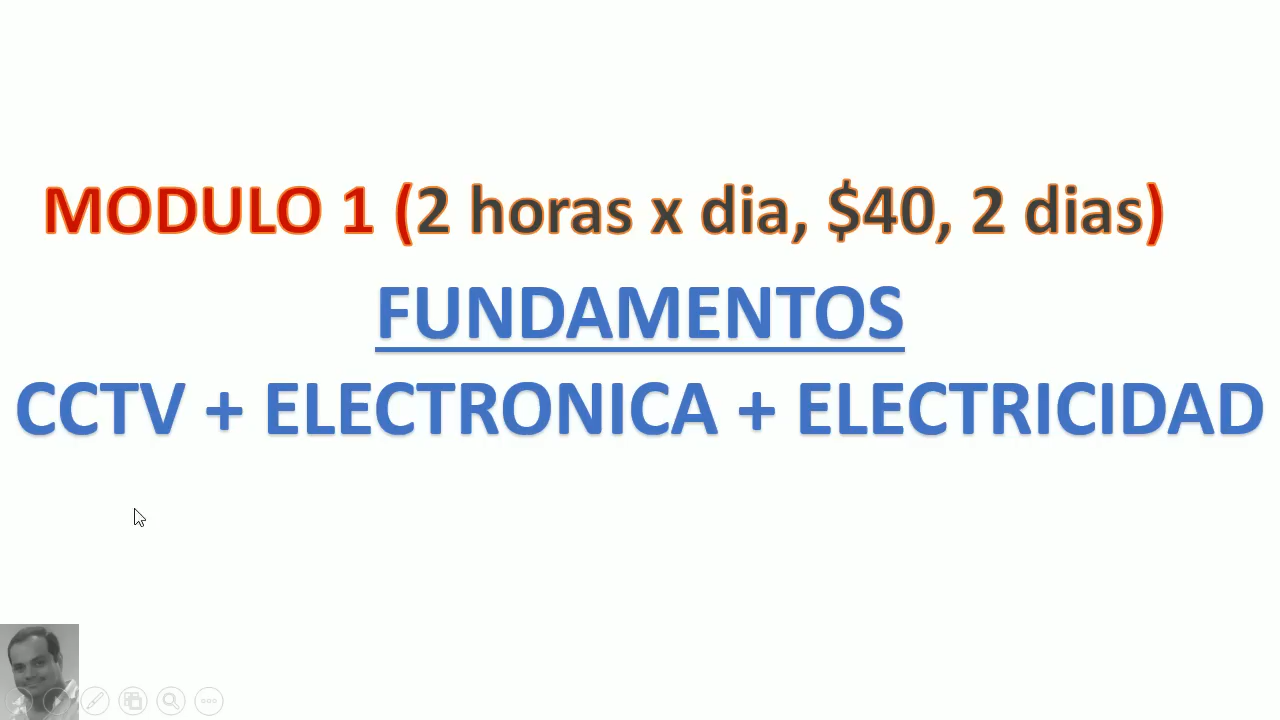 MODULO 1 (2 horas x dia, $40, 2 dias)
FUNDAMENTOS
CCTV + ELECTRONICA + ELECTRICIDAD